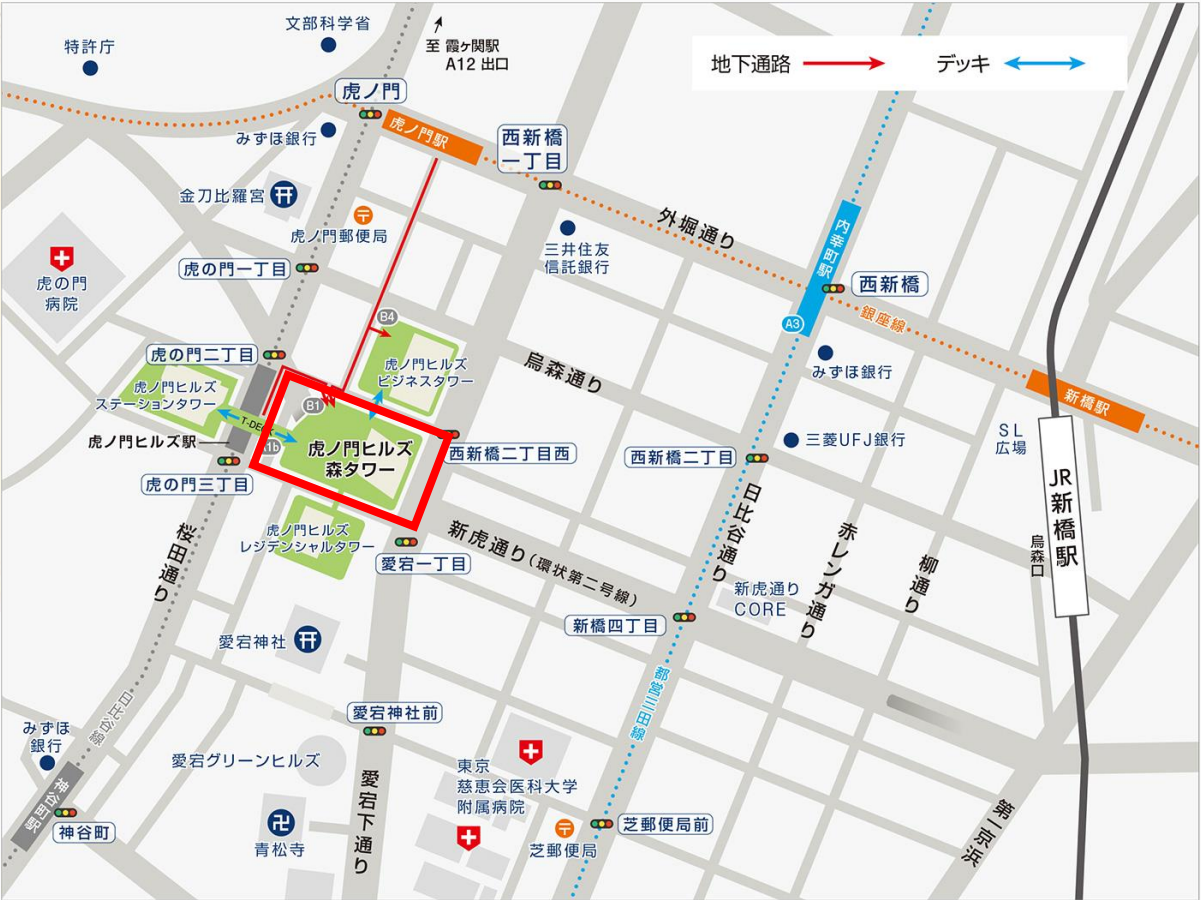 文部科学省
特許庁
至 霞ヶ関駅
A12 出口
地下通路
デッキ
虎ノ門
虎ノ門駅
みずほ銀行
西新橋
一丁目
金刀比羅宮
虎ノ門郵便局
外堀通り
三井住友
信託銀行
内幸町駅
虎の門一丁目
虎の門
病院
西新橋
銀座線
A3
B4
虎の門二丁目
虎ノ門ヒルズ
ビジネスタワー
烏森通り
みずほ銀行
新橋駅
虎ノ門ヒルズ
ステーションタワー
B1
T-DECK
虎ノ門ヒルズ駅
虎ノ門ヒルズ
森タワー
西新橋二丁目西
西新橋二丁目
三菱UFJ銀行
SL
広場
JR新橋駅
烏森口
虎の門三丁目
虎ノ門ヒルズ
レジデンシャルタワー
愛宕一丁目
新虎通り(環状第二号線)
日比谷通り
赤レンガ通り
柳通り
桜田通り
新虎通り
CORE
新橋四丁目
愛宕神社
都営三田線
日比谷線
愛宕神社前
みずほ
銀行
愛宕グリーンヒルズ
東京
慈恵会医科大学
附属病院
神谷町駅
神谷町
愛宕下通り
青松寺
芝郵便局
芝郵便局前
第一京浜